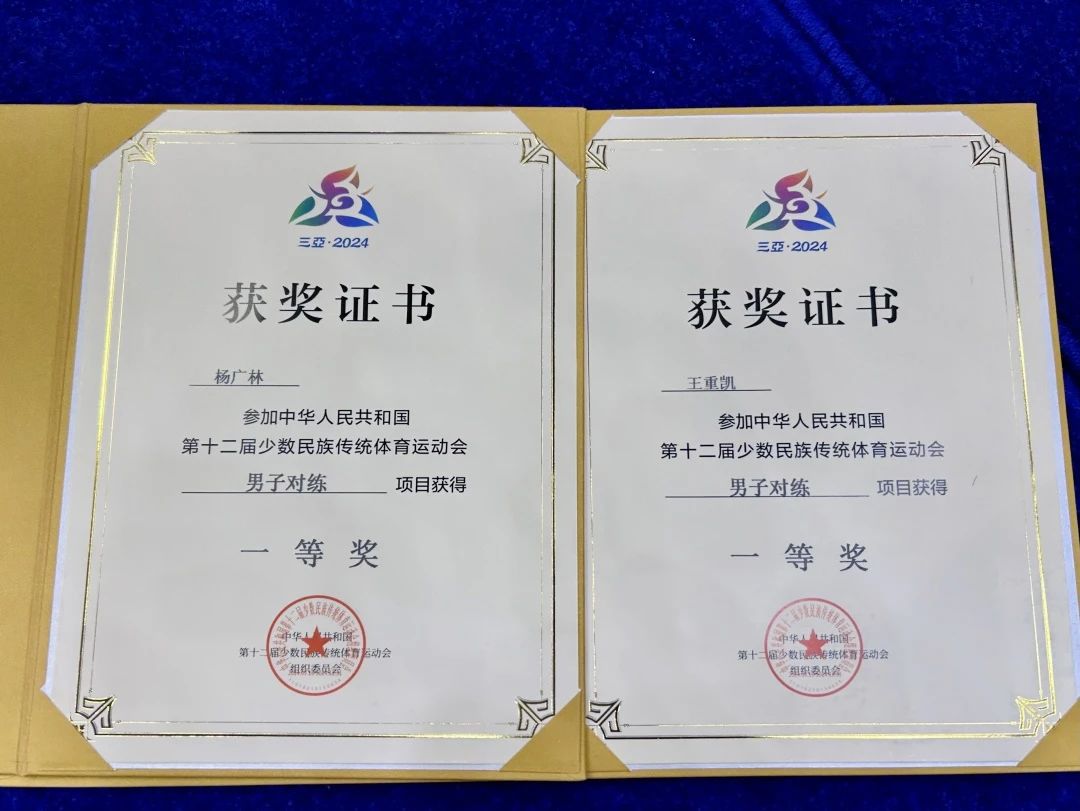 三亞·2024
获奖证书
杨广林
参加中华人民共和国
第十二届少数民族传统体育运动会
男子对练 项目获得
一等奖
中华人民共和国
第十二届少数民族传统体育运动会
组织委员会
三亞·2024
获奖证书
王重凯
参加中华人民共和国
第十二届少数民族传统体育运动会
男子对练 项目获得
一等奖
中华人民共和国
第十二届少数民族传统体育运动会
组织委员会